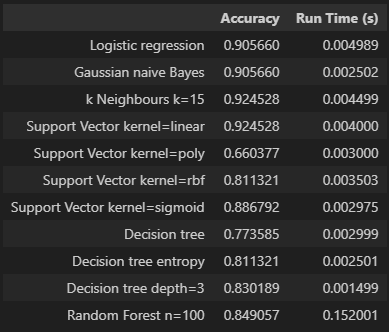 Accuracy Run Time (s)
Logistic regression 0.905660 0.004989
Gaussian naive Bayes 0.905660 0.002502
k Neighbours k=15 0.924528 0.004499
Support Vector kernel=linear 0.924528 0.004000
Support Vector kernel=poly 0.660377 0.003000
Support Vector kernel=rbf 0.811321 0.003503
Support Vector kernel=sigmoid 0.886792 0.002975
Decision tree 0.773585 0.002999
Decision tree entropy 0.811321 0.002501
Decision tree depth=3 0.830189 0.001499
Random Forest n=100 0.849057 0.152001